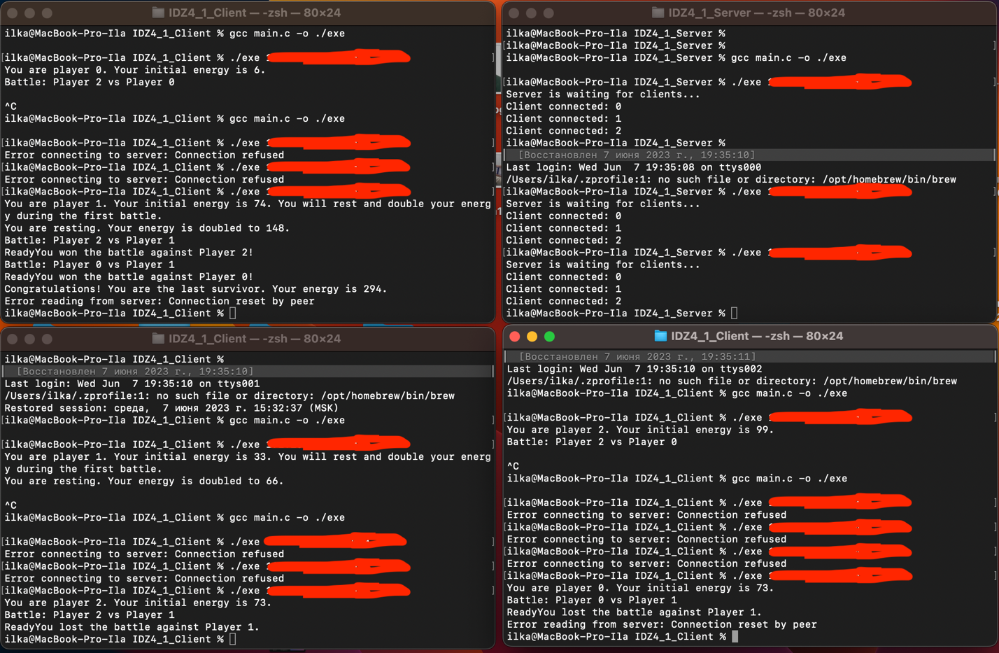 IDZ4_1_Client — -zsh — 80×24
ilka@MacBook-Pro-Ila IDZ4_1_Client % gcc main.c -o ./exe
[ilka@MacBook-Pro-Ila IDZ4_1_Client % ./exe ]
You are player 0. Your initial energy is 6.
Battle: Player 2 vs Player 0
^C
ilka@MacBook-Pro-Ila IDZ4_1_Client % gcc main.c -o ./exe
[ilka@MacBook-Pro-Ila IDZ4_1_Client % ./exe ]
Error connecting to server: Connection refused
[ilka@MacBook-Pro-Ila IDZ4_1_Client % ./exe ]
Error connecting to server: Connection refused
[ilka@MacBook-Pro-Ila IDZ4_1_Client % ./exe ]
You are player 1. Your initial energy is 74. You will rest and double your energ
y during the first battle.
You are resting. Your energy is doubled to 148.
Battle: Player 2 vs Player 1
ReadyYou won the battle against Player 2!
Battle: Player 0 vs Player 1
ReadyYou won the battle against Player 0!
Congratulations! You are the last survivor. Your energy is 294.
Error reading from server: Connection reset by peer
ilka@MacBook-Pro-Ila IDZ4_1_Client %
IDZ4_1_Server — -zsh — 80×24
ilka@MacBook-Pro-Ila IDZ4_1_Server %
[ilka@MacBook-Pro-Ila IDZ4_1_Server % ]
[ilka@MacBook-Pro-Ila IDZ4_1_Server % gcc main.c -o ./exe
[ilka@MacBook-Pro-Ila IDZ4_1_Server % ./exe ]
Server is waiting for clients...
Client connected: 0
Client connected: 1
Client connected: 2
ilka@MacBook-Pro-Ila IDZ4_1_Server %
[Восстановлен 7 июня 2023 г., 19:35:10]
Last login: Wed Jun  7 19:35:08 on ttys000
/Users/ilka/.zprofile:1: no such file or directory: /opt/homebrew/bin/brew
[ilka@MacBook-Pro-Ila IDZ4_1_Server % ./exe ]
Server is waiting for clients...
Client connected: 0
Client connected: 1
Client connected: 2
[ilka@MacBook-Pro-Ila IDZ4_1_Server % ./exe ]
Server is waiting for clients...
Client connected: 0
Client connected: 1
Client connected: 2
ilka@MacBook-Pro-Ila IDZ4_1_Server %
IDZ4_1_Client — -zsh — 80×24
ilka@MacBook-Pro-Ila IDZ4_1_Client %
[Восстановлен 7 июня 2023 г., 19:35:10]
Last login: Wed Jun  7 19:35:10 on ttys001
/Users/ilka/.zprofile:1: no such file or directory: /opt/homebrew/bin/brew
Restored session: среда,  7 июня 2023 г. 15:32:37 (MSK)
[ilka@MacBook-Pro-Ila IDZ4_1_Client % gcc main.c -o ./exe ]
[ilka@MacBook-Pro-Ila IDZ4_1_Client % ./exe ]
You are player 1. Your initial energy is 33. You will rest and double your energ
y during the first battle.
You are resting. Your energy is doubled to 66.
^C
ilka@MacBook-Pro-Ila IDZ4_1_Client % gcc main.c -o ./exe
[ilka@MacBook-Pro-Ila IDZ4_1_Client % ./exe ]
Error connecting to server: Connection refused
[ilka@MacBook-Pro-Ila IDZ4_1_Client % ./exe ]
Error connecting to server: Connection refused
[ilka@MacBook-Pro-Ila IDZ4_1_Client % ./exe ]
You are player 2. Your initial energy is 73.
Battle: Player 2 vs Player 1
ReadyYou lost the battle against Player 1.
ilka@MacBook-Pro-Ila IDZ4_1_Client %
IDZ4_1_Client — -zsh — 80×24
[Восстановлен 7 июня 2023 г., 19:35:11]
Last login: Wed Jun  7 19:35:10 on ttys002
/Users/ilka/.zprofile:1: no such file or directory: /opt/homebrew/bin/brew
ilka@MacBook-Pro-Ila IDZ4_1_Client % gcc main.c -o ./exe
[ilka@MacBook-Pro-Ila IDZ4_1_Client % ./exe ]
You are player 2. Your initial energy is 99.
Battle: Player 2 vs Player 0
^C
ilka@MacBook-Pro-Ila IDZ4_1_Client % gcc main.c -o ./exe
[ilka@MacBook-Pro-Ila IDZ4_1_Client % ./exe ]
Error connecting to server: Connection refused
[ilka@MacBook-Pro-Ila IDZ4_1_Client % ./exe ]
Error connecting to server: Connection refused
[ilka@MacBook-Pro-Ila IDZ4_1_Client % ./exe ]
Error connecting to server: Connection refused
[ilka@MacBook-Pro-Ila IDZ4_1_Client % ./exe ]
You are player 0. Your initial energy is 73.
Battle: Player 0 vs Player 1
ReadyYou lost the battle against Player 1.
Error reading from server: Connection reset by peer
ilka@MacBook-Pro-Ila IDZ4_1_Client %